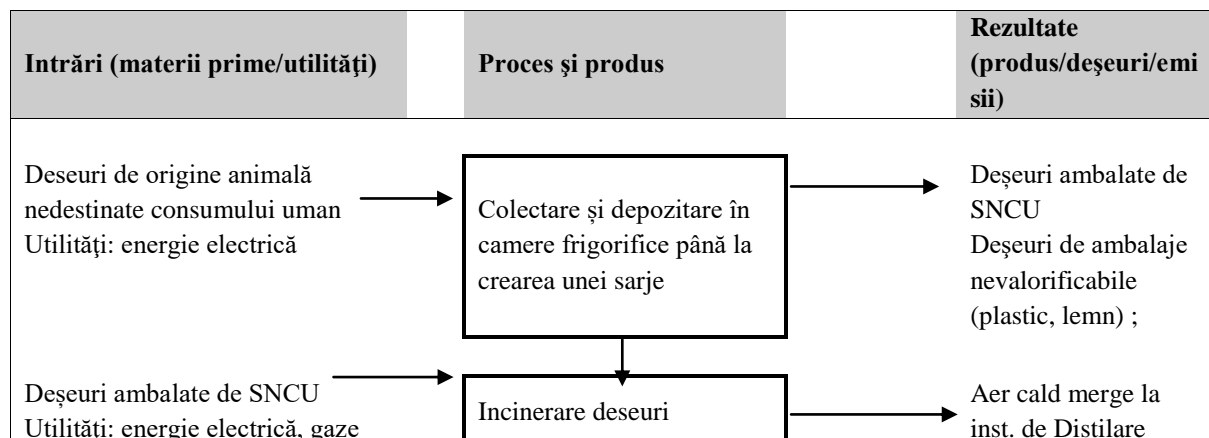 Intrări (materii prime/utilităţi)
Proces şi produs
Rezultate
(produs/deşeuri/emi
sii)
Deseuri de origine animală
nedestinate consumului uman
Utilităţi: energie electrică
Colectare și depozitare în
camere frigorifice până la
crearea unei sarje
Deșeuri ambalate de
SNCU
Deşeuri de ambalaje
nevalorificabile
(plastic, lemn) ;
Deșeuri ambalate de SNCU
Utilităţi: energie electrică, gaze
Incinerare deseuri
Aer cald merge la
inst. de Distilare